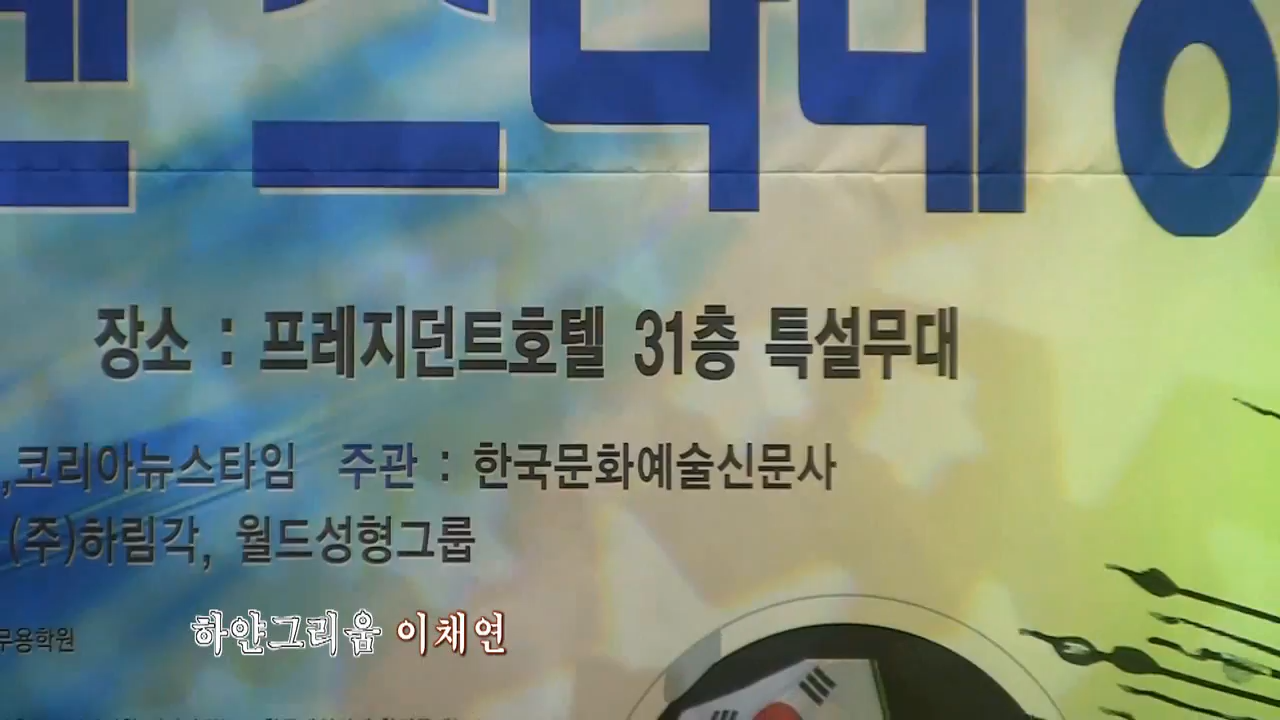 장소 : 프레지던트호텔 31층 특설무대
,코리아뉴스타임 주관 : 한국문화예술신문사
(주)하림각, 월드성형그룹
무용학원
하얀그리움 이채연